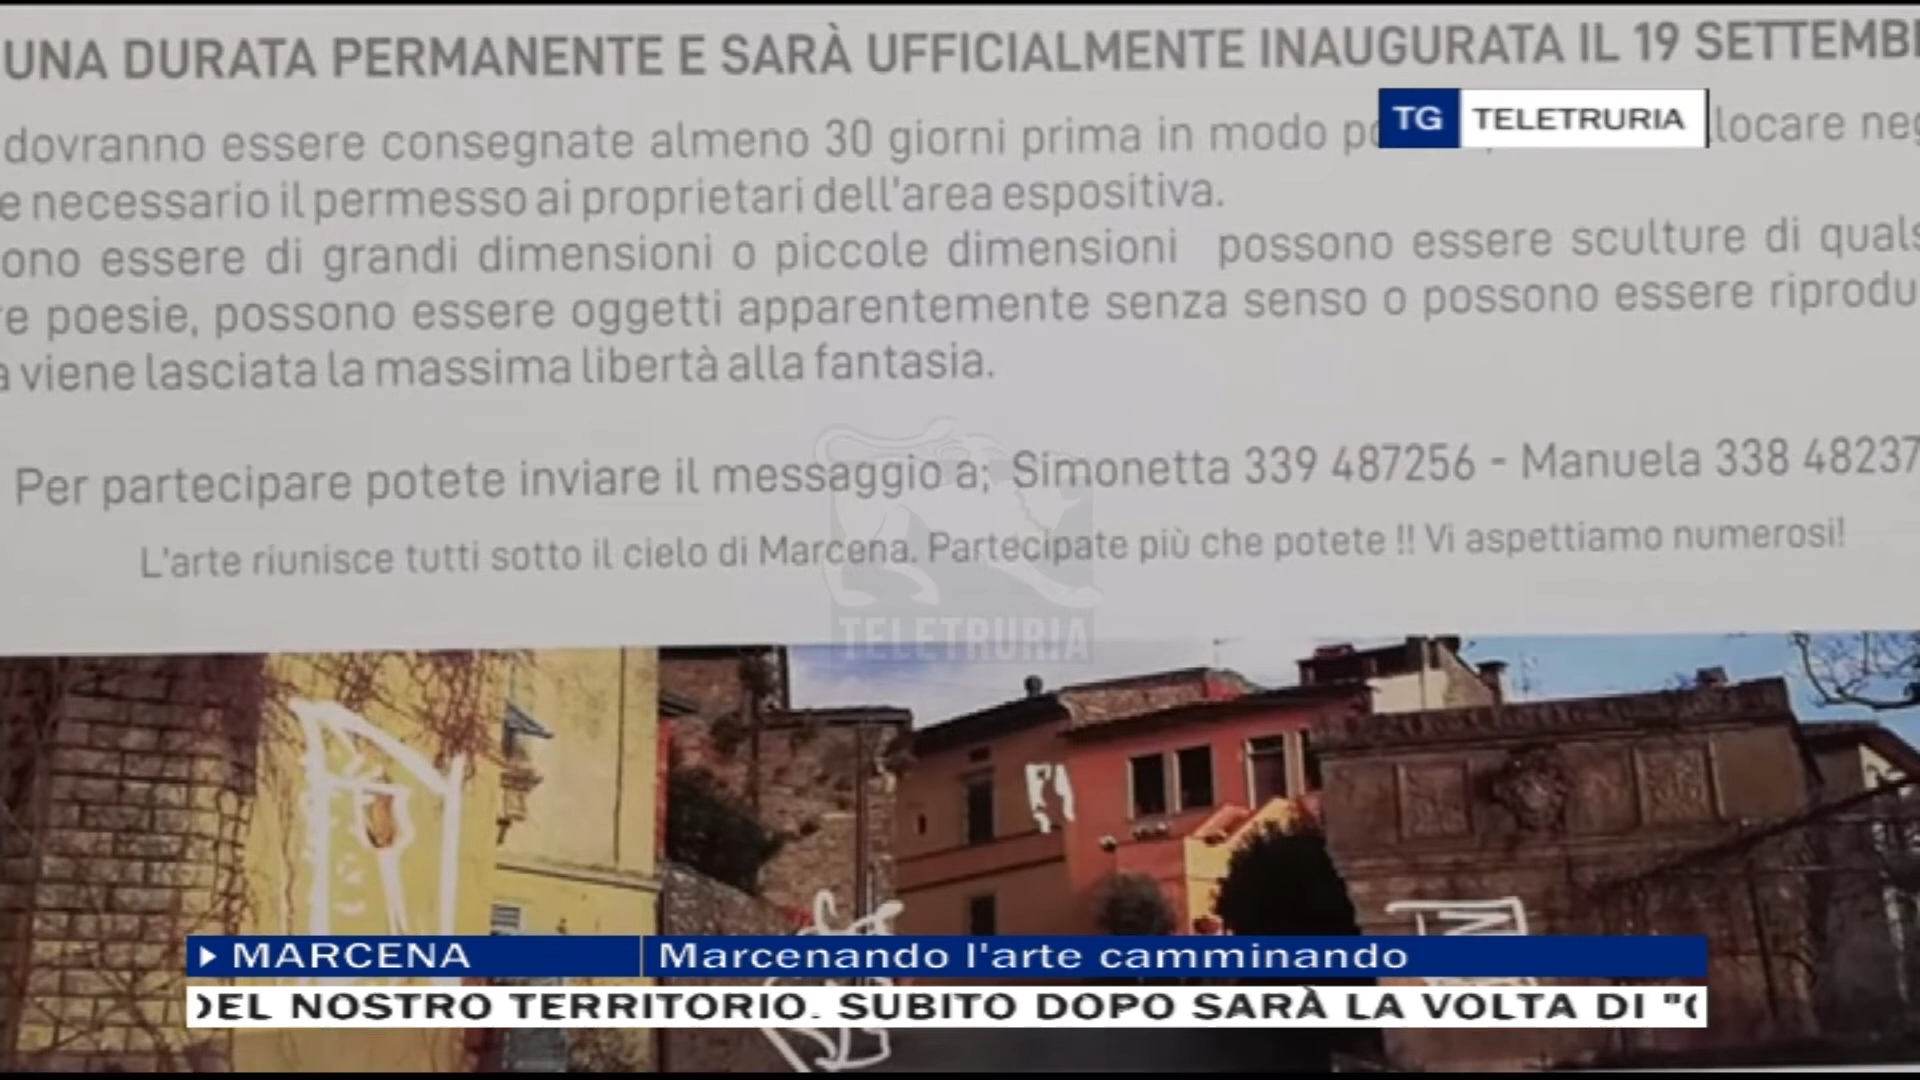 UNA DURATA PERMANENTE E SARÀ UFFICIALMENTE INAUGURATA IL 19 SETTEMB
TG TELETRURIA
dovranno essere consegnate almeno 30 giorni prima in modo locare
e necessario il permesso ai proprietari dell'area espositiva.
ono essere di grandi dimensioni o piccole dimensioni possono essere sculture di quals
re poesie, possono essere oggetti apparentemente senza senso o possono essere riprodu
a viene lasciata la massima libertà alla fantasia.
Per partecipare potete inviare il messaggio a; Simonetta 339 487256 - Manuela 338 48237
L'arte riunisce tutti sotto il cielo di Marcena. Partecipate più che potete !! Vi aspettiamo numerosi!
TELETRURIA
MARCENA Marcenando l'arte camminando
DEL NOSTRO TERRITORIO. SUBITO DOPO SARÀ LA VOLTA DI "